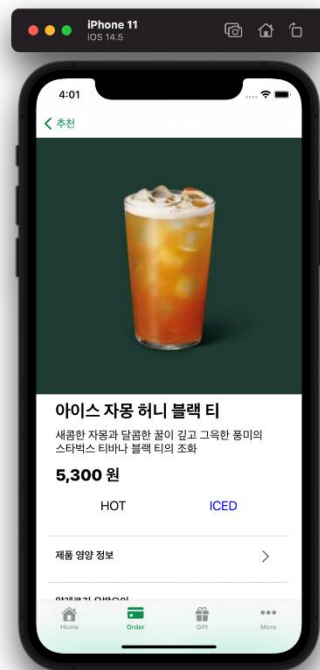 iPhone 11
iOS 14.5
4:01
추천
아이스 자몽 허니 블랙 티
새콤한 자몽과 달콤한 꿀이 깊고 그윽한 풍미의
스타벅스 티바나 블랙 티의 조화
5,300 원
HOT ICED
제품 영양 정보
Home Order Gift More